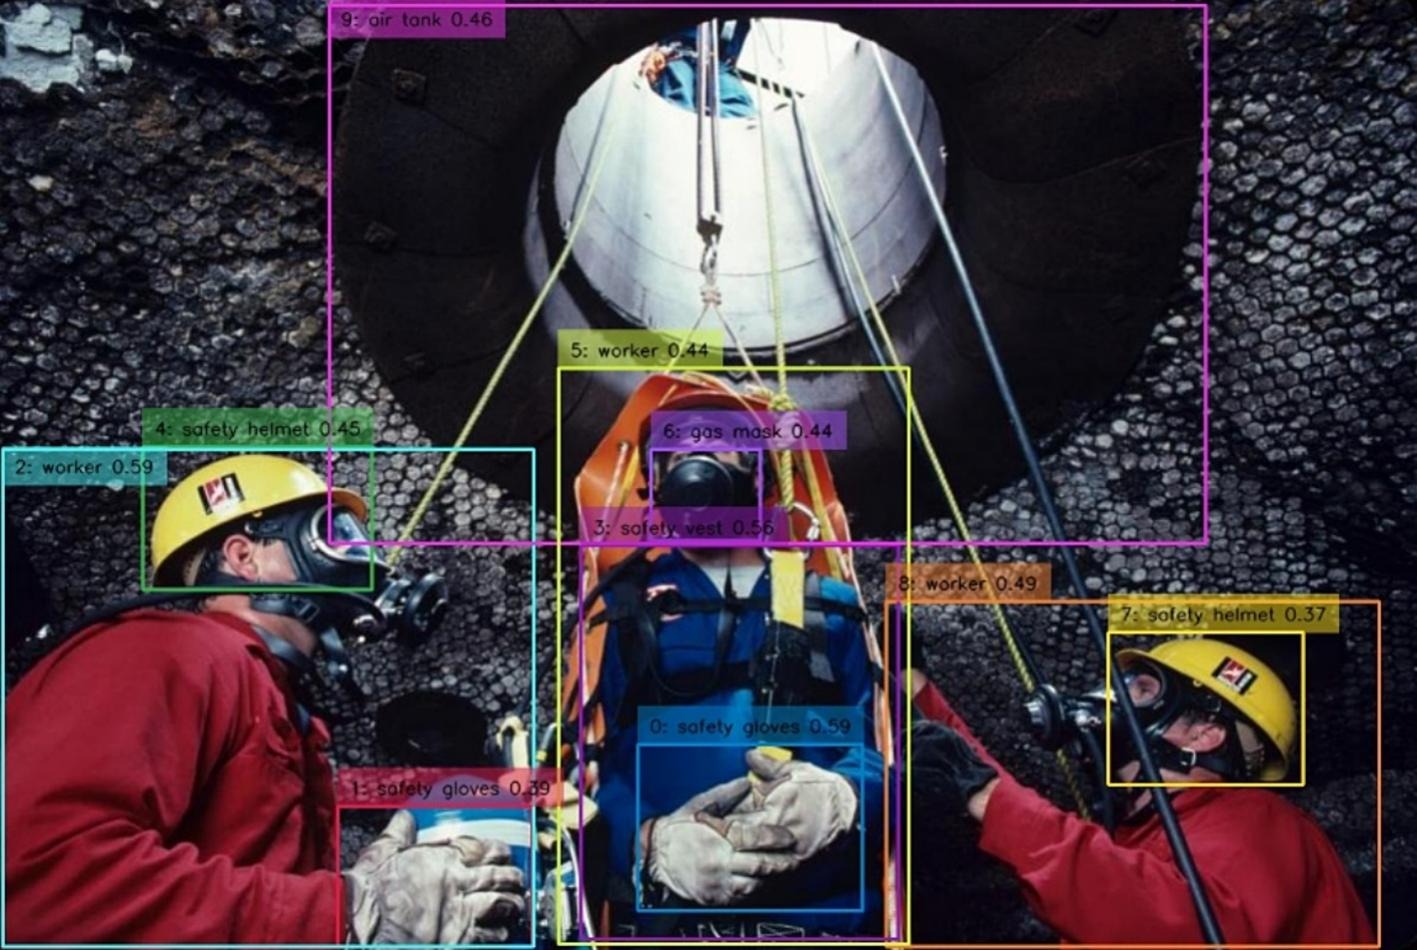 9: air tank 0.46
5: worker 0.44
4: safety helmet 0.45
6: gas mask 0.44
2: worker 0.59
3: safety vest 0.56
8: worker 0.49
7: safety helmet 0.37
0: safety gloves 0.59
1: safety gloves 0.39